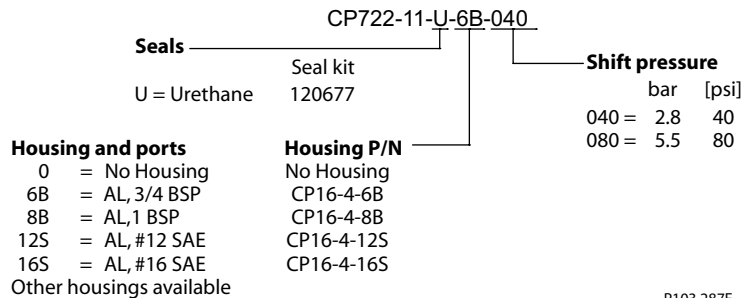 CP722-11-U-6B-040
Seals
Seal kit
U = Urethane 120677
Shift pressure
bar [psi]
040 = 2.8 40
080 = 5.5 80
Housing and ports Housing P/N
0 = No Housing No Housing
6B = AL, 3/4 BSP CP16-4-6B
8B = AL,1 BSP CP16-4-8B
12S = AL, #12 SAE CP16-4-12S
16S = AL, #16 SAE CP16-4-16S
Other housings available
P103 287E